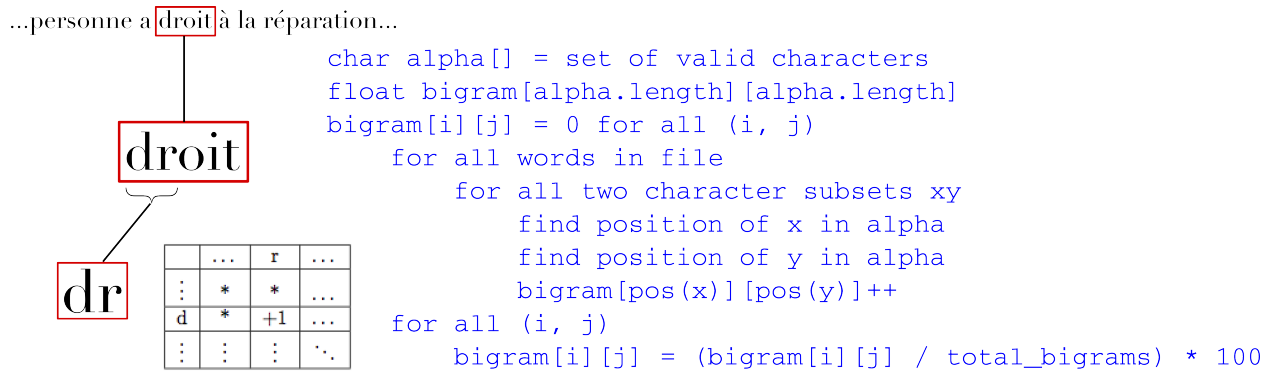 ...personne a droit à la réparation...
droit
dr
... r ...
⋮ * * ...
d * +1 ...
⋮ ⋮ ⋮ ⋱
char alpha[] = set of valid characters
float bigram[alpha.length][alpha.length]
bigram[i][j] = 0 for all (i, j)
for all words in file
for all two character subsets xy
find position of x in alpha
find position of y in alpha
bigram[pos(x)][pos(y)]++
for all (i, j)
bigram[i][j] = (bigram[i][j] / total_bigrams) * 100